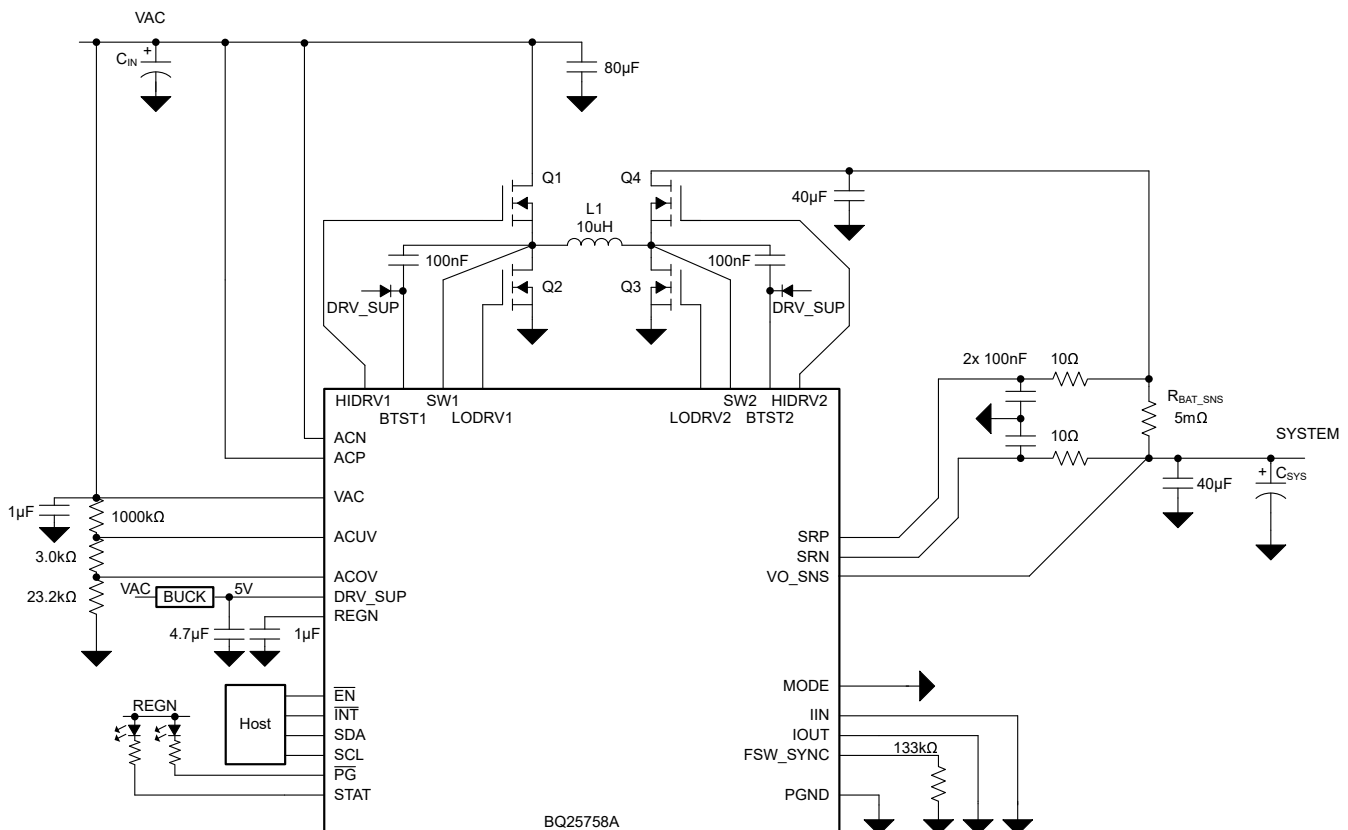 VAC
C_IN
+
80µF
Q1
Q4
40µF
L1
10uH
100nF
100nF
Q2
Q3
DRV_SUP
DRV_SUP
2x 100nF
10Ω
R_BAT_SNS
5mΩ
10Ω
SYSTEM
+
C_SYS
40µF
HIDRV1
BTST1
SW1
LODRV1
LODRV2
SW2
BTST2
HIDRV2
ACN
ACP
VAC
1µF
1000kΩ
ACUV
3.0kΩ
ACOV
23.2kΩ
VAC
BUCK
5V
DRV_SUP
REGN
4.7µF
1µF
SRP
SRN
VO_SNS
MODE
IIN
IOUT
FSW_SYNC
133kΩ
PGND
REGN
Host
EN
INT
SDA
SCL
PG
STAT
BQ25758A